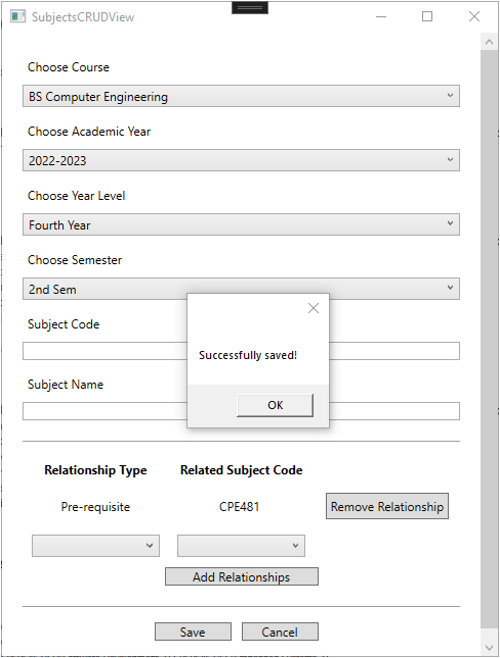 SubjectsCRUDView
Choose Course
BS Computer Engineering
Choose Academic Year
2022-2023
Choose Year Level
Fourth Year
Choose Semester
2nd Sem
Subject Code
Successfully saved!
Subject Name
OK
Relationship Type Related Subject Code
Pre-requisite CPE481 Remove Relationship
Add Relationships
Save Cancel